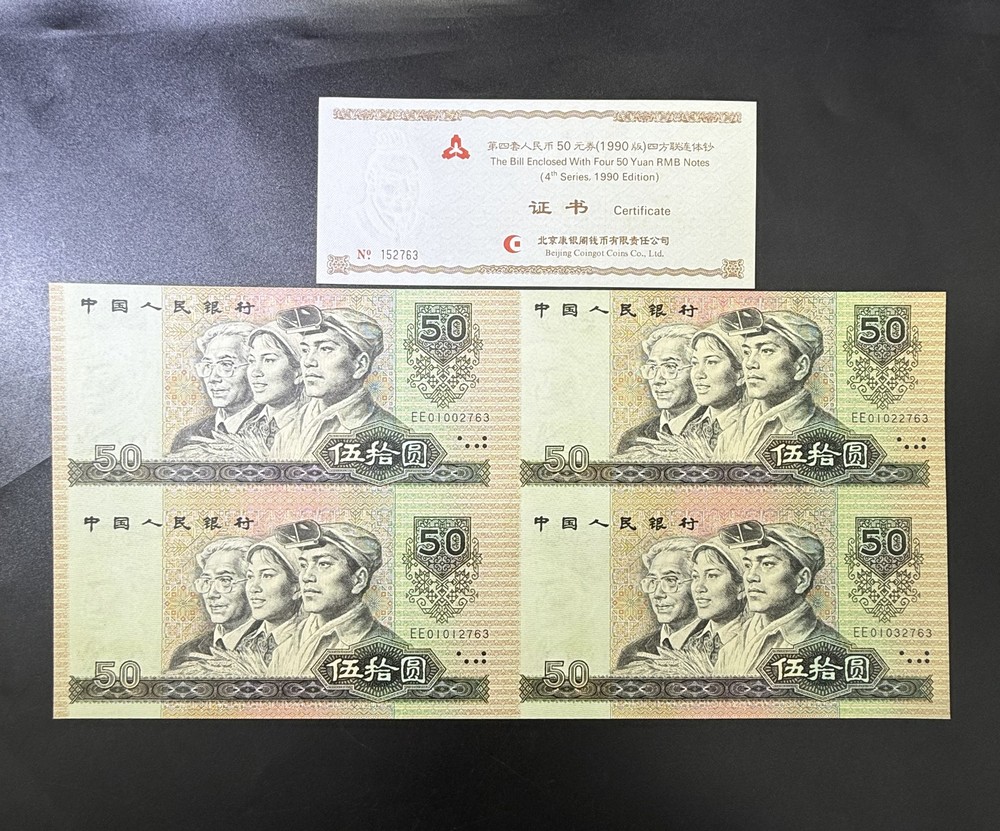 第四套人民币50元券(1990版)四方联连体钞
The Bill Enclosed With Four 50 Yuan RMB Notes
(4th Series, 1990 Edition)
证书 Certificate
北京康银阁钱币有限责任公司
Beijing Coingot Coins Co., Ltd.
No 152763
中国人民银行
50
EE01002763
50
伍拾圆
中国人民银行
50
EE01022763
50
伍拾圆
中国人民银行
50
EE01012763
50
伍拾圆
中国人民银行
50
EE01032763
50
伍拾圆